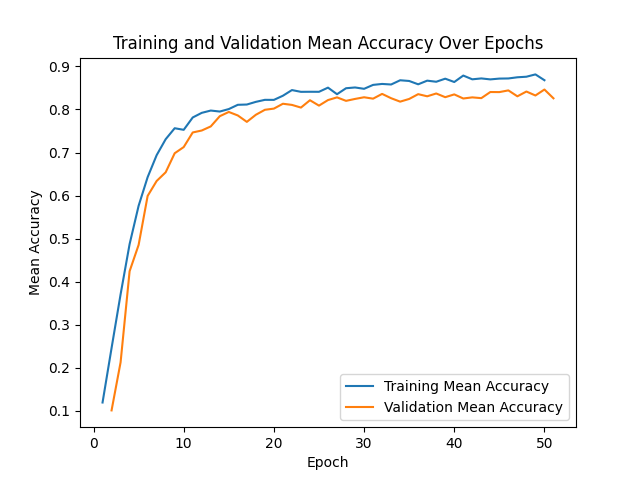 Training and Validation Mean Accuracy Over Epochs
Mean Accuracy
0.9
0.8
0.7
0.6
0.5
0.4
0.3
0.2
0.1
Training Mean Accuracy
Validation Mean Accuracy
0 10 20 30 40 50
Epoch